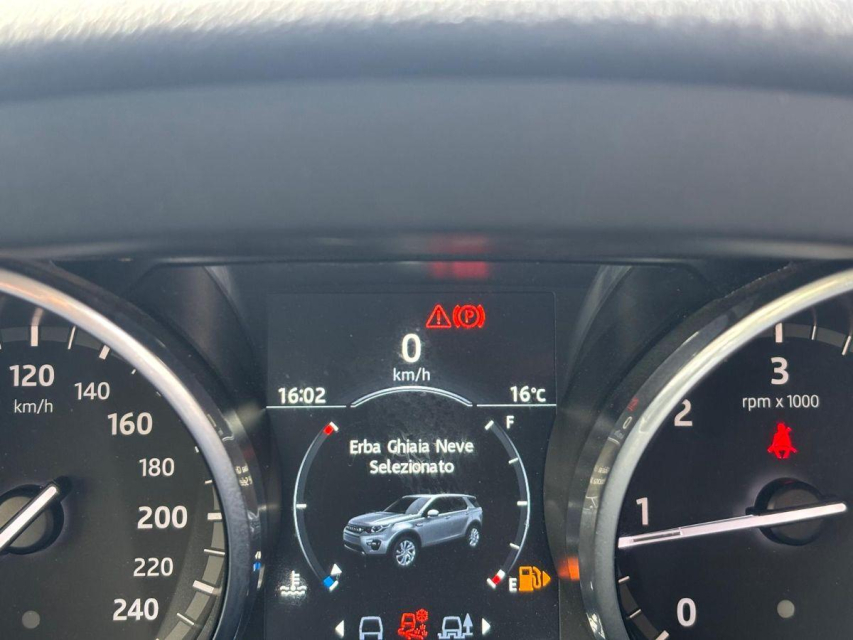 120
km/h
140
160
180
200
220
240
P
0
km/h
16:02
16°C
Erba Ghiaia Neve
Selezionato
F
E
3
rpm x 1000
2
1
0